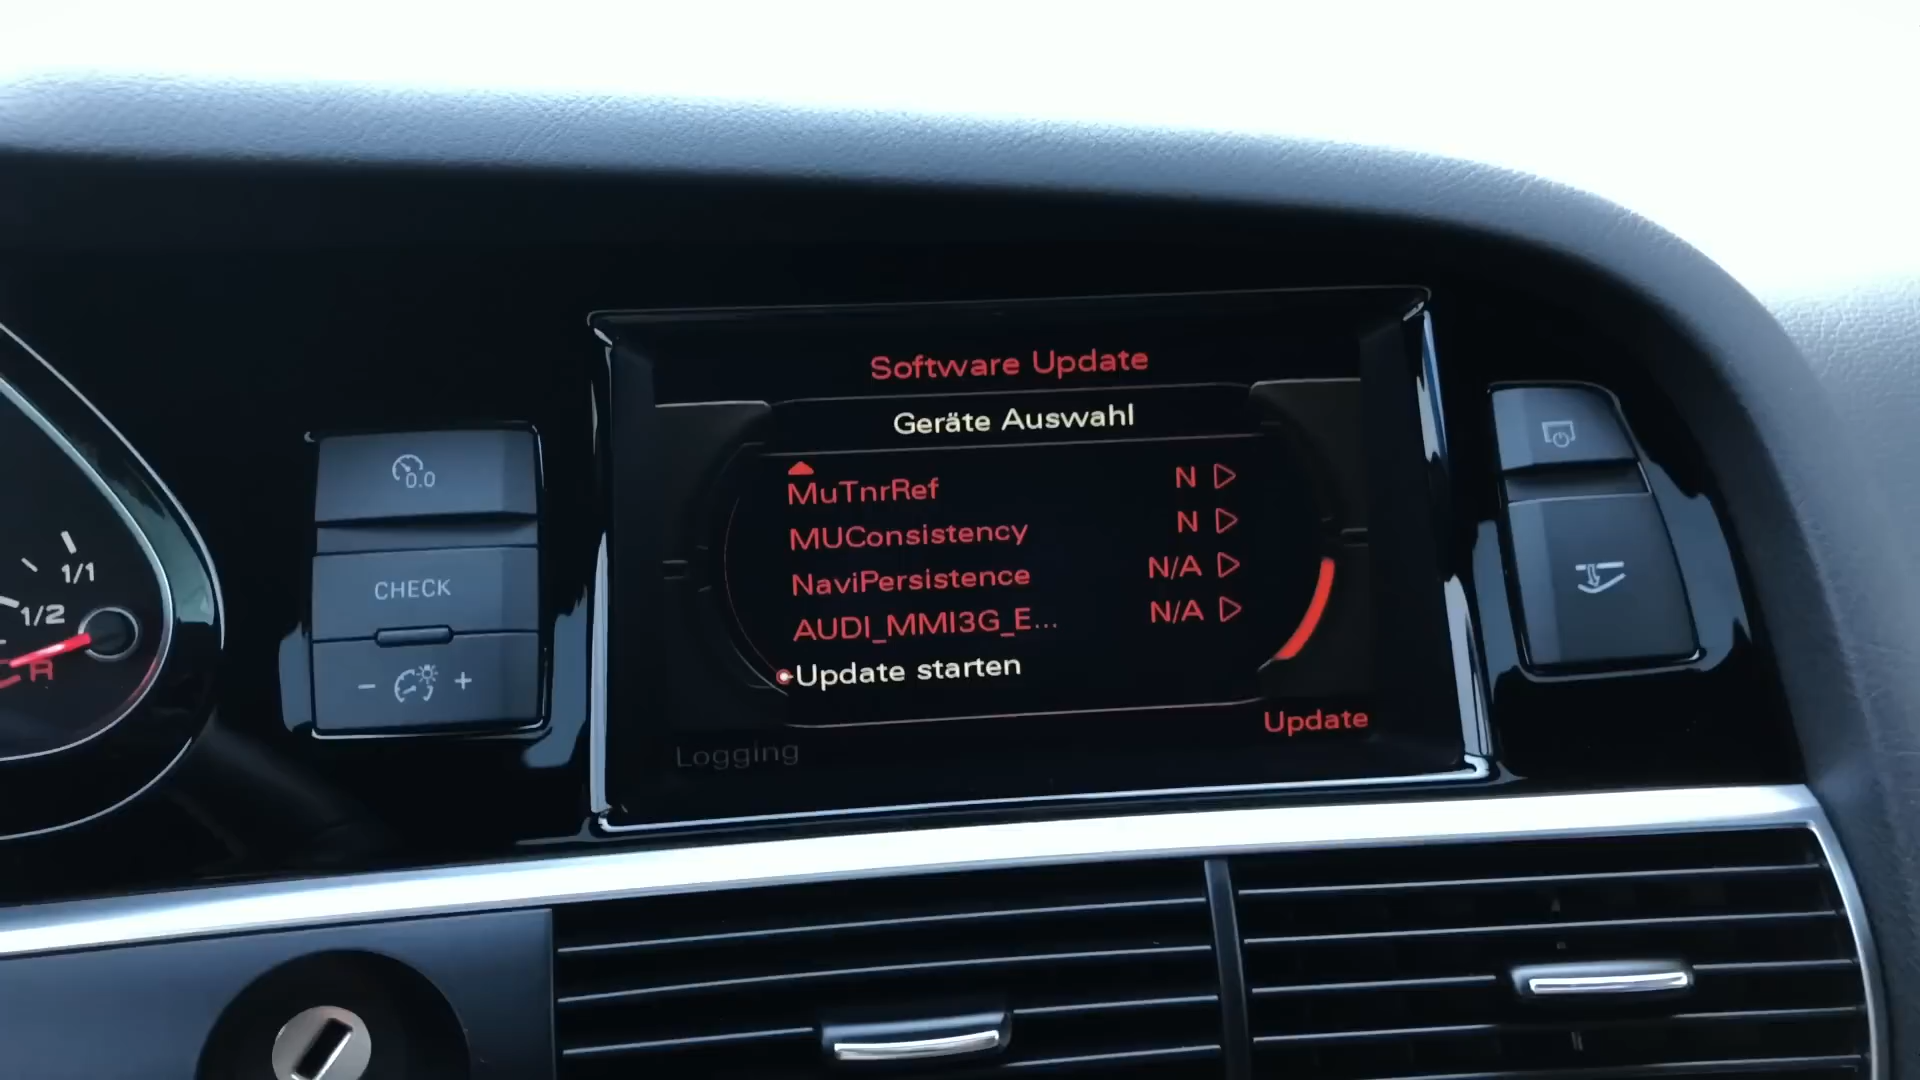 Software Update
Geräte Auswahl
MuTnrRef N
MUConsistency N
NaviPersistence N/A
AUDI_MMI3G_E... N/A
Update starten
Update
Logging
0.0
CHECK
- +
1/1
1/2
R